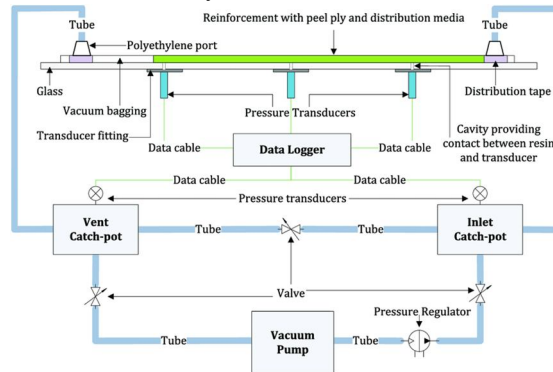 Reinforcement with peel ply and distribution media
Tube
Tube
Polyethylene port
Glass
Distribution tape
Vacuum bagging
Pressure Transducers
Transducer fitting
Cavity providing
contact between resin
and transducer
Data cable
Data Logger
Data cable
Data cable
Data cable
Pressure transducers
Vent
Catch-pot
Tube
Tube
Inlet
Catch-pot
Valve
Pressure Regulator
Tube
Vacuum
Pump
Tube
Tube